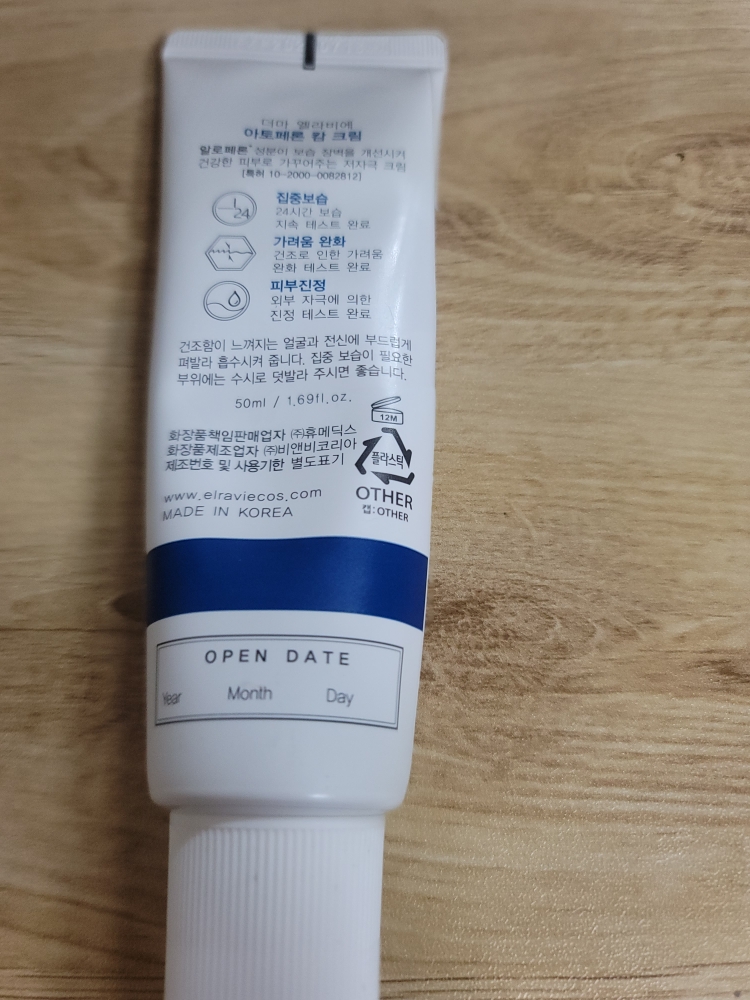 더마 엘라비에
아토페론 캄 크림
알로페론* 성분이 보습 장벽을 개선시켜
건강한 피부로 가꾸어주는 저자극 크림
[특허 10-2000-0082812]
24
집중보습
24시간 보습
지속 테스트 완료
가려움 완화
건조로 인한 가려움
완화 테스트 완료
피부진정
외부 자극에 의한
진정 테스트 완료
건조함이 느껴지는 얼굴과 전신에 부드럽게
펴발라 흡수시켜 줍니다. 집중 보습이 필요한
부위에는 수시로 덧발라 주시면 좋습니다.
50ml / 1.69fl.oz.
12M
화장품책임판매업자 ㈜휴메딕스
화장품제조업자 ㈜비앤비코리아
제조번호 및 사용기한 별도표기
플라스틱
OTHER
캡:OTHER
www.elraviecos.com
MADE IN KOREA
OPEN DATE
Year Month Day